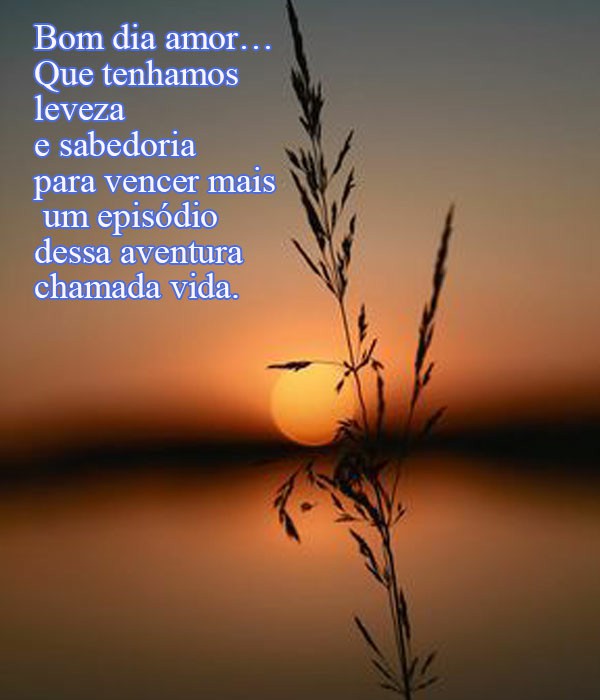 Bom dia amor…
Que tenhamos
leveza
e sabedoria
para vencer mais
um episódio
dessa aventura
chamada vida.